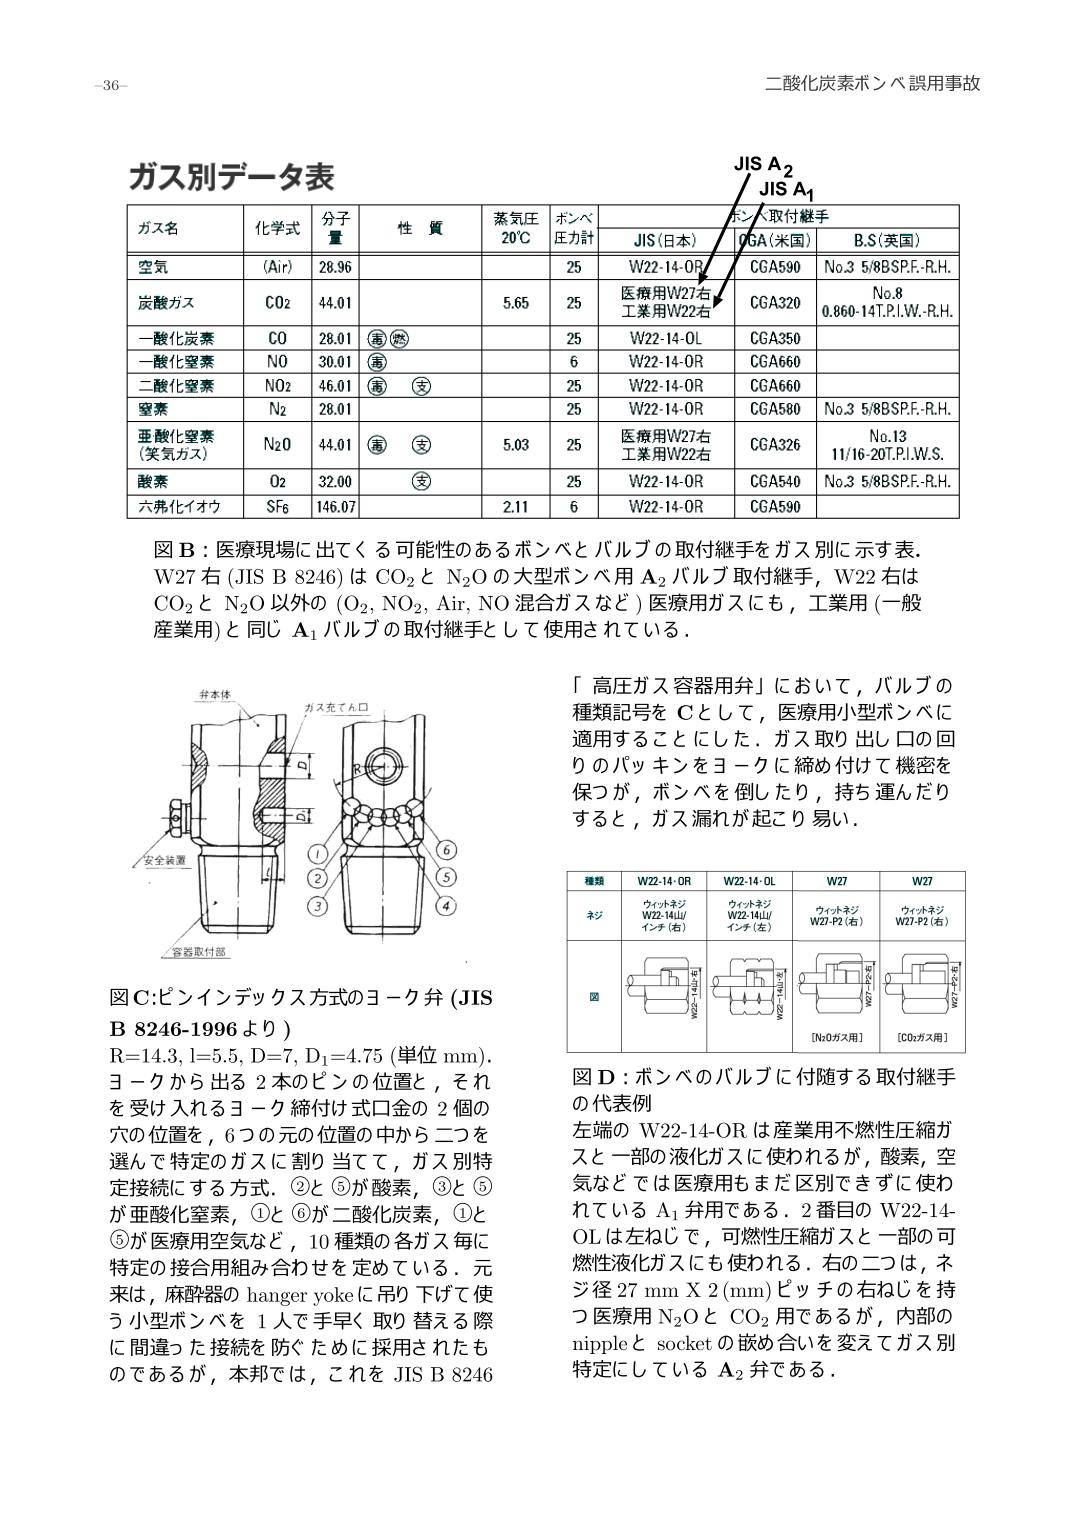 –36–
二酸化炭素ボンベ誤用事故
JIS A2
JIS A1
ガス別データ表
ガス名 化学式 分子量 性 質 蒸気圧20℃ ボンベ圧力計 ボンベ取付継手
JIS(日本) CGA(米国) B.S(英国)
空気 (Air) 28.96 25 W22-14-OR CGA590 No.3 5/8BSP.F.-R.H.
炭酸ガス CO2 44.01 5.65 25 医療用W27右 工業用W22右 CGA320 No.8 0.860-14T.P.I.W.-R.H.
一酸化炭素 CO 28.01 毒 燃 25 W22-14-OL CGA350
一酸化窒素 NO 30.01 毒 6 W22-14-OR CGA660
二酸化窒素 NO2 46.01 毒 支 25 W22-14-OR CGA660
窒素 N2 28.01 25 W22-14-OR CGA580 No.3 5/8BSP.F.-R.H.
亜酸化窒素(笑気ガス) N2O 44.01 毒 支 5.03 25 医療用W27右 工業用W22右 CGA326 No.13 11/16-20T.P.I.W.S.
酸素 O2 32.00 支 25 W22-14-OR CGA540 No.3 5/8BSP.F.-R.H.
六弗化イオウ SF6 146.07 2.11 6 W22-14-OR CGA590
図 B：医療現場に出てくる可能性のあるボンベとバルブの取付継手をガス別に示す表．
W27 右 (JIS B 8246) は CO2 と N2O の大型ボンベ用 A2 バルブ取付継手，W22 右は
CO2 と N2O 以外の (O2, NO2, Air, NO 混合ガスなど) 医療用ガスにも，工業用 (一般
産業用) と同じ A1 バルブの取付継手として使用されている．
弁本体
ガス充てん口
R
D
D1
l
安全装置
容器取付部
① ② ③ ④ ⑤ ⑥
図 C:ピンインデックス方式のヨーク弁 (JIS
B 8246-1996 より)
R=14.3, l=5.5, D=7, D1=4.75 (単位 mm)．
ヨークから出る 2 本のピンの位置と，それ
を受け入れるヨーク締付け式口金の 2 個の
穴の位置を，6つの元の位置の中から二つを
選んで特定のガスに割り当てて，ガス別特
定接続にする方式．②と⑤が酸素，③と⑤
が亜酸化窒素，①と⑥が二酸化炭素，①と
⑤が医療用空気など，10 種類の各ガス毎に
特定の接合用組み合わせを定めている．元
来は，麻酔器の hanger yoke に吊り下げて使
う小型ボンベを 1 人で手早く取り替える際
に間違った接続を防ぐために採用されたも
のであるが，本邦では，これを JIS B 8246
「高圧ガス容器用弁」において，バルブの
種類記号を C として，医療用小型ボンベに
適用することにした．ガス取り出し口の回
りのパッキンをヨークに締め付けて機密を
保つが，ボンベを倒したり，持ち運んだり
すると，ガス漏れが起こり易い．
種類 W22-14-OR W22-14-OL W27 W27
ネジ ウィットネジ W22-14山/インチ(右) ウィットネジ W22-14山/インチ(左) ウィットネジ W27-P2(右) ウィットネジ W27-P2(右)
図 W22-14山-右 W22-14山-左 W27-P2-右 W27-P2-右
[N2Oガス用] [CO2ガス用]
図 D：ボンベのバルブに付随する取付継手
の代表例
左端の W22-14-OR は産業用不燃性圧縮ガ
スと一部の液化ガスに使われるが，酸素，空
気などでは医療用もまだ区別できずに使わ
れている A1 弁用である．2 番目の W22-14-
OL は左ねじで，可燃性圧縮ガスと一部の可
燃性液化ガスにも使われる．右の二つは，ネ
ジ径 27 mm X 2 (mm) ピッチの右ねじを持
つ医療用 N2O と CO2 用であるが，内部の
nipple と socket の嵌め合いを変えてガス別
特定にしている A2 弁である．